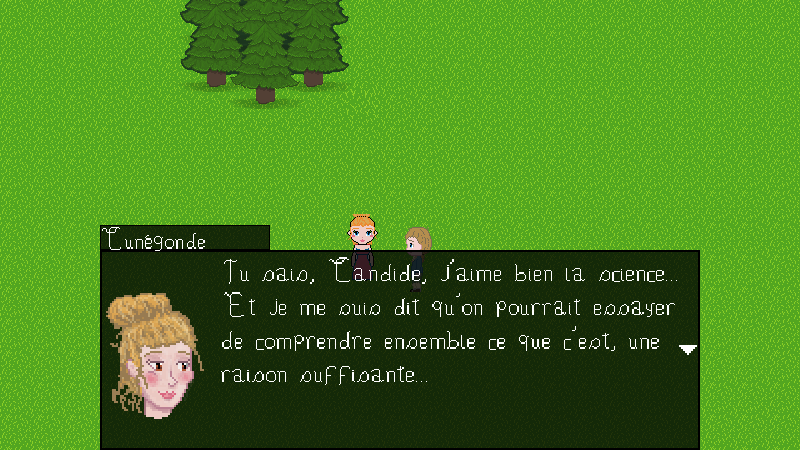 Cunégonde
Tu sais, Candide, j'aime bien la science...
Et je me suis dit qu'on pourrait essayer
de comprendre ensemble ce que c'est, une
raison suffisante...